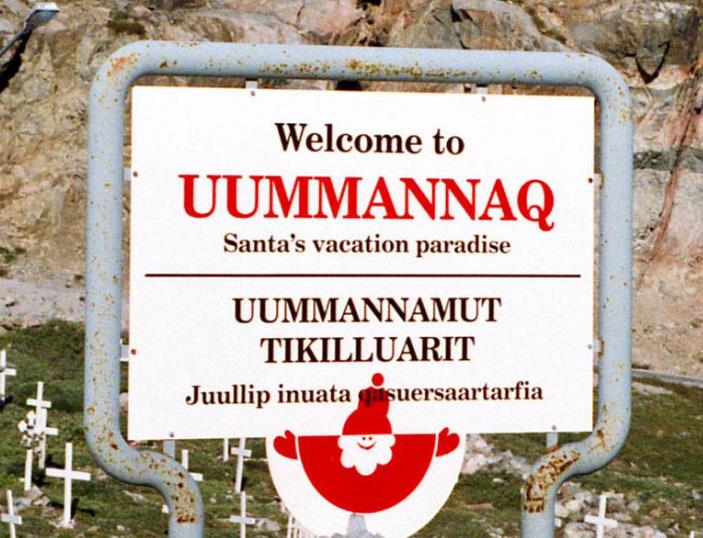 Welcome to
UUMMANNAQ
Santa's vacation paradise
UUMMANNAMUT
TIKILLUARIT
Juullip inuata qasuersaartarfia